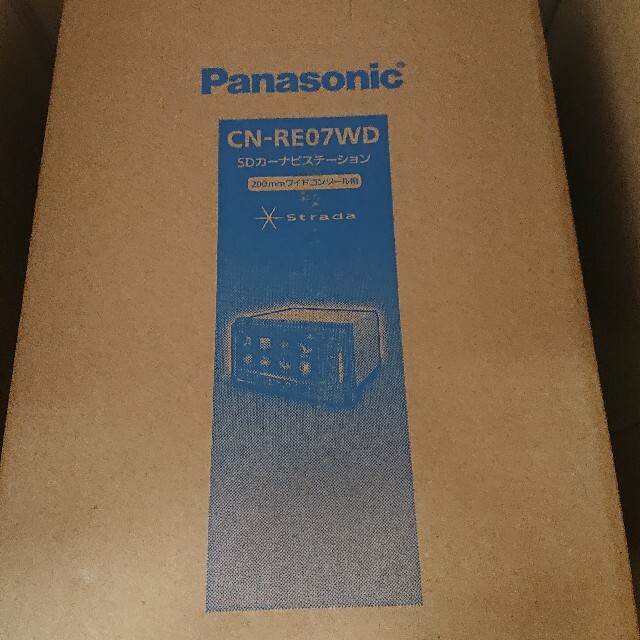 Panasonic
CN-RE07WD
SDカーナビステーション
200mmワイドコンソール用
Strada